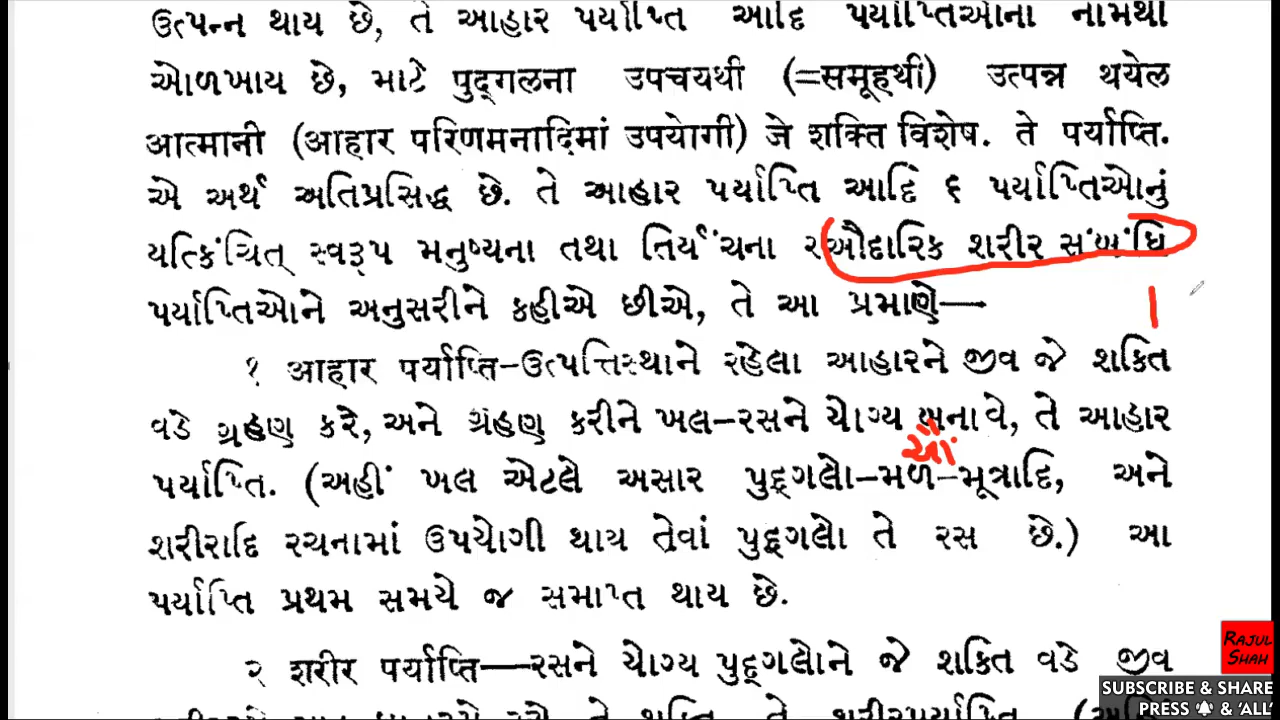 ઉત્પન્ન થાય છે, તે આહાર પર્યાપ્તિ આદિ પર્યાપ્તિઓના નામથી
ઓળખાય છે, માટે પુદ્ગલના ઉપચયથી (=સમૂહથી) ઉત્પન્ન થયેલ
આત્માની (આહાર પરિણમનાદિમાં ઉપયોગી) જે શક્તિ વિશેષ. તે પર્યાપ્તિ.
એ અર્થ અતિપ્રસિદ્ધ છે. તે આહાર પર્યાપ્તિ આદિ ૬ પર્યાપ્તિઓનું
યત્કિંચિત્ સ્વરૂપ મનુષ્યના તથા તિર્યંચના ૨ઔદારિક શરીર સંબંધિ
પર્યાપ્તિઓને અનુસરીને કહીએ છીએ, તે આ પ્રમાણે—
૧ આહાર પર્યાપ્તિ–ઉત્પત્તિસ્થાને રહેલા આહારને જીવ જે શક્તિ
વડે ગ્રહણ કરે, અને ગ્રહણ કરીને ખલ–રસને યોગ્ય બનાવે, તે આહાર
ઔ
પર્યાપ્તિ. (અહીં ખલ એટલે અસાર પુદ્ગલો–મળ–મૂત્રાદિ, અને
શરીરાદિ રચનામાં ઉપયોગી થાય તેવાં પુદ્ગલો તે રસ છે.) આ
પર્યાપ્તિ પ્રથમ સમયે જ સમાપ્ત થાય છે.
૨ શરીર પર્યાપ્તિ—રસને યોગ્ય પુદ્ગલોને જે શક્તિ વડે જીવ
તે શક્તિ તે શરીરપર્યાપ્તિ
RAJUL
SHAH
SUBSCRIBE & SHARE
PRESS & 'ALL'